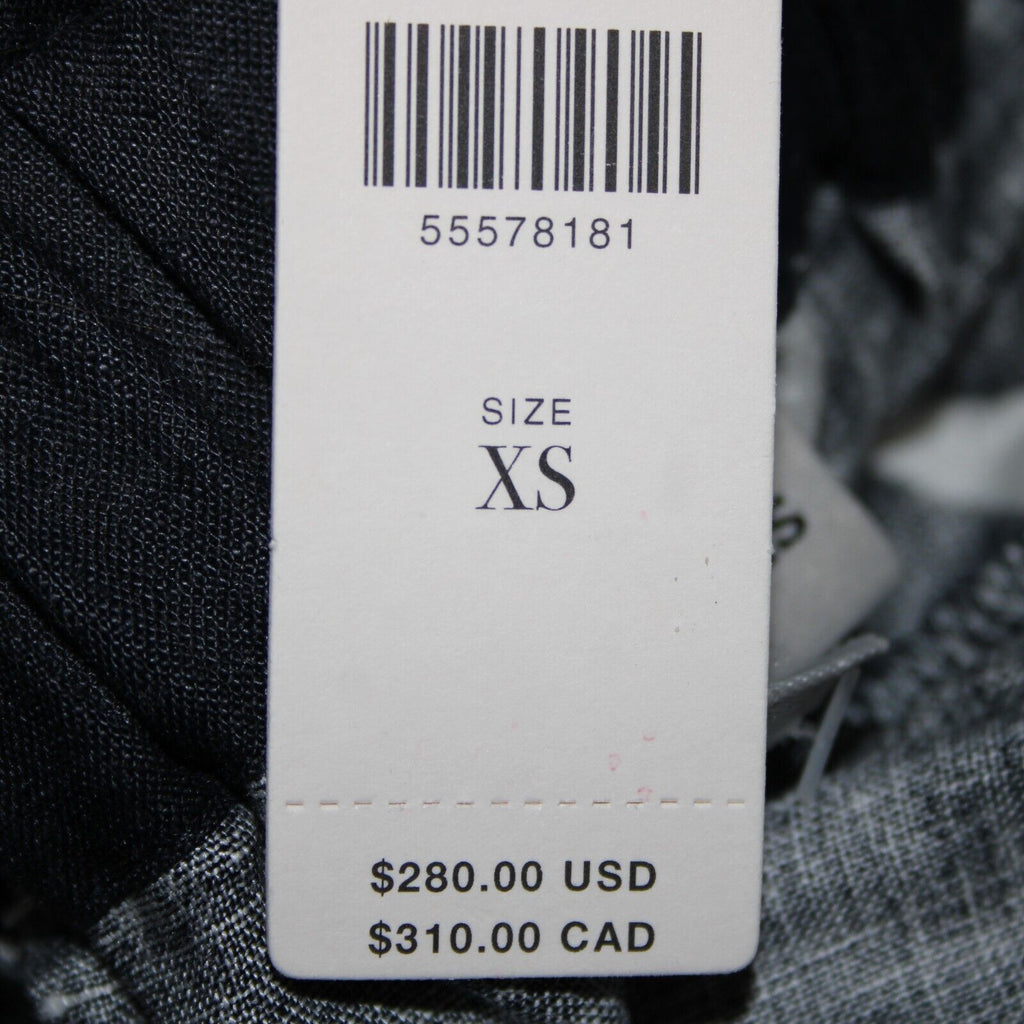 55578181
SIZE
XS
$280.00 USD
$310.00 CAD